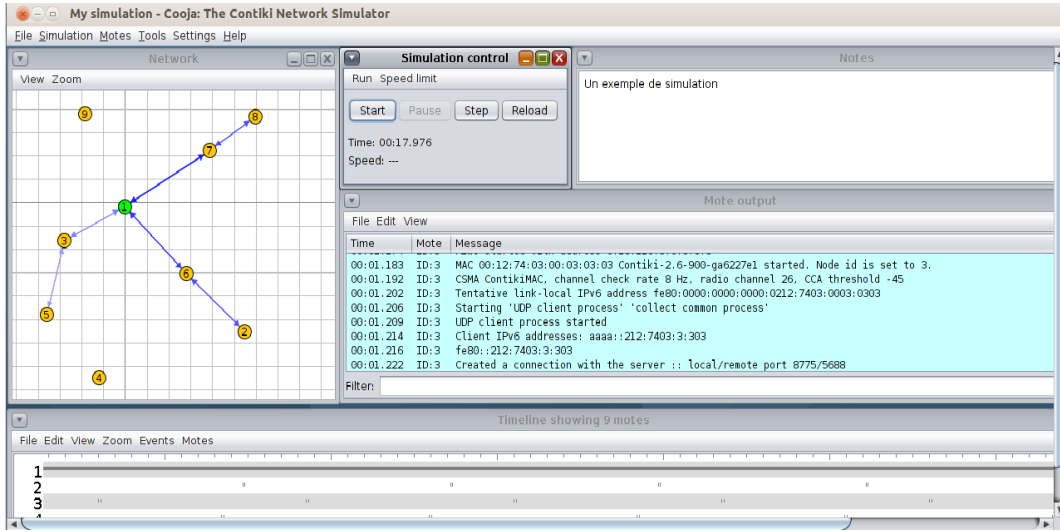 My simulation - Cooja: The Contiki Network Simulator
File Simulation Motes Tools Settings Help
Network
View Zoom
9
8
7
1
3
6
5
2
4
Simulation control
Run Speed limit
Start Pause Step Reload
Time: 00:17.976
Speed: ---
Notes
Un exemple de simulation
Mote output
File Edit View
Time Mote Message
00:01.183 ID:3 MAC 00:12:74:03:00:03:03:03 Contiki-2.6-900-ga6227e1 started. Node id is set to 3.
00:01.192 ID:3 CSMA ContikiMAC, channel check rate 8 Hz, radio channel 26, CCA threshold -45
00:01.202 ID:3 Tentative link-local IPv6 address fe80:0000:0000:0000:0212:7403:0003:0303
00:01.206 ID:3 Starting 'UDP client process' 'collect common process'
00:01.209 ID:3 UDP client process started
00:01.214 ID:3 Client IPv6 addresses: aaaa::212:7403:3:303
00:01.216 ID:3 fe80::212:7403:3:303
00:01.222 ID:3 Created a connection with the server :: local/remote port 8775/5688
Filter:
Timeline showing 9 motes
File Edit View Zoom Events Motes
1
2
3